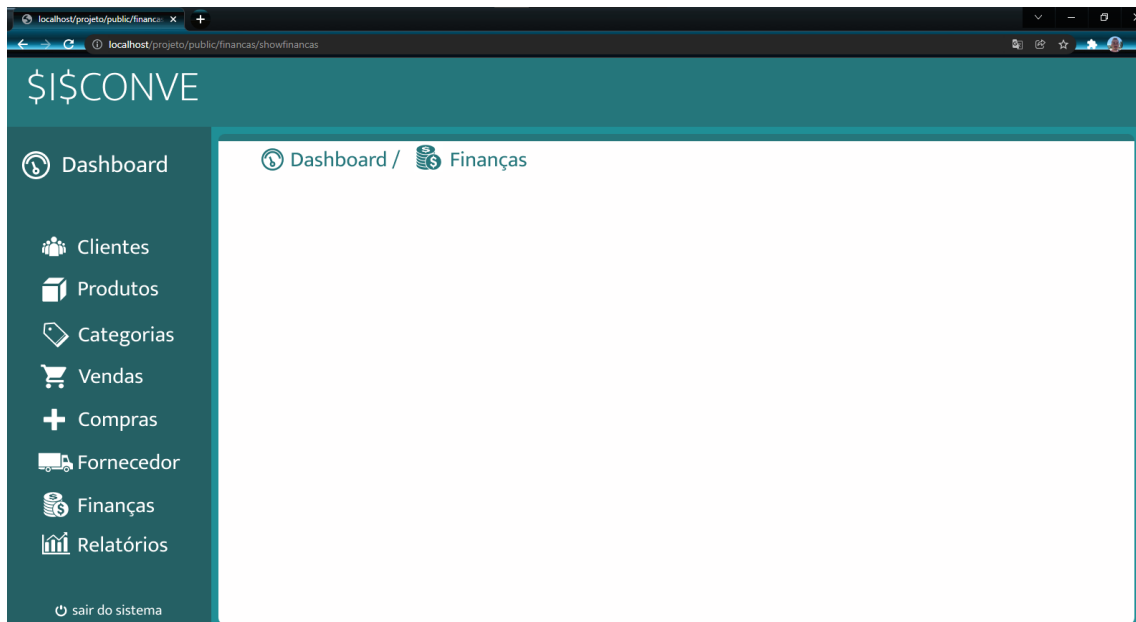 localhost/projeto/public/financa
localhost/projeto/public/financas/showfinancas
$I$CONVE
Dashboard
Dashboard / Finanças
Clientes
Produtos
Categorias
Vendas
Compras
Fornecedor
Finanças
Relatórios
sair do sistema